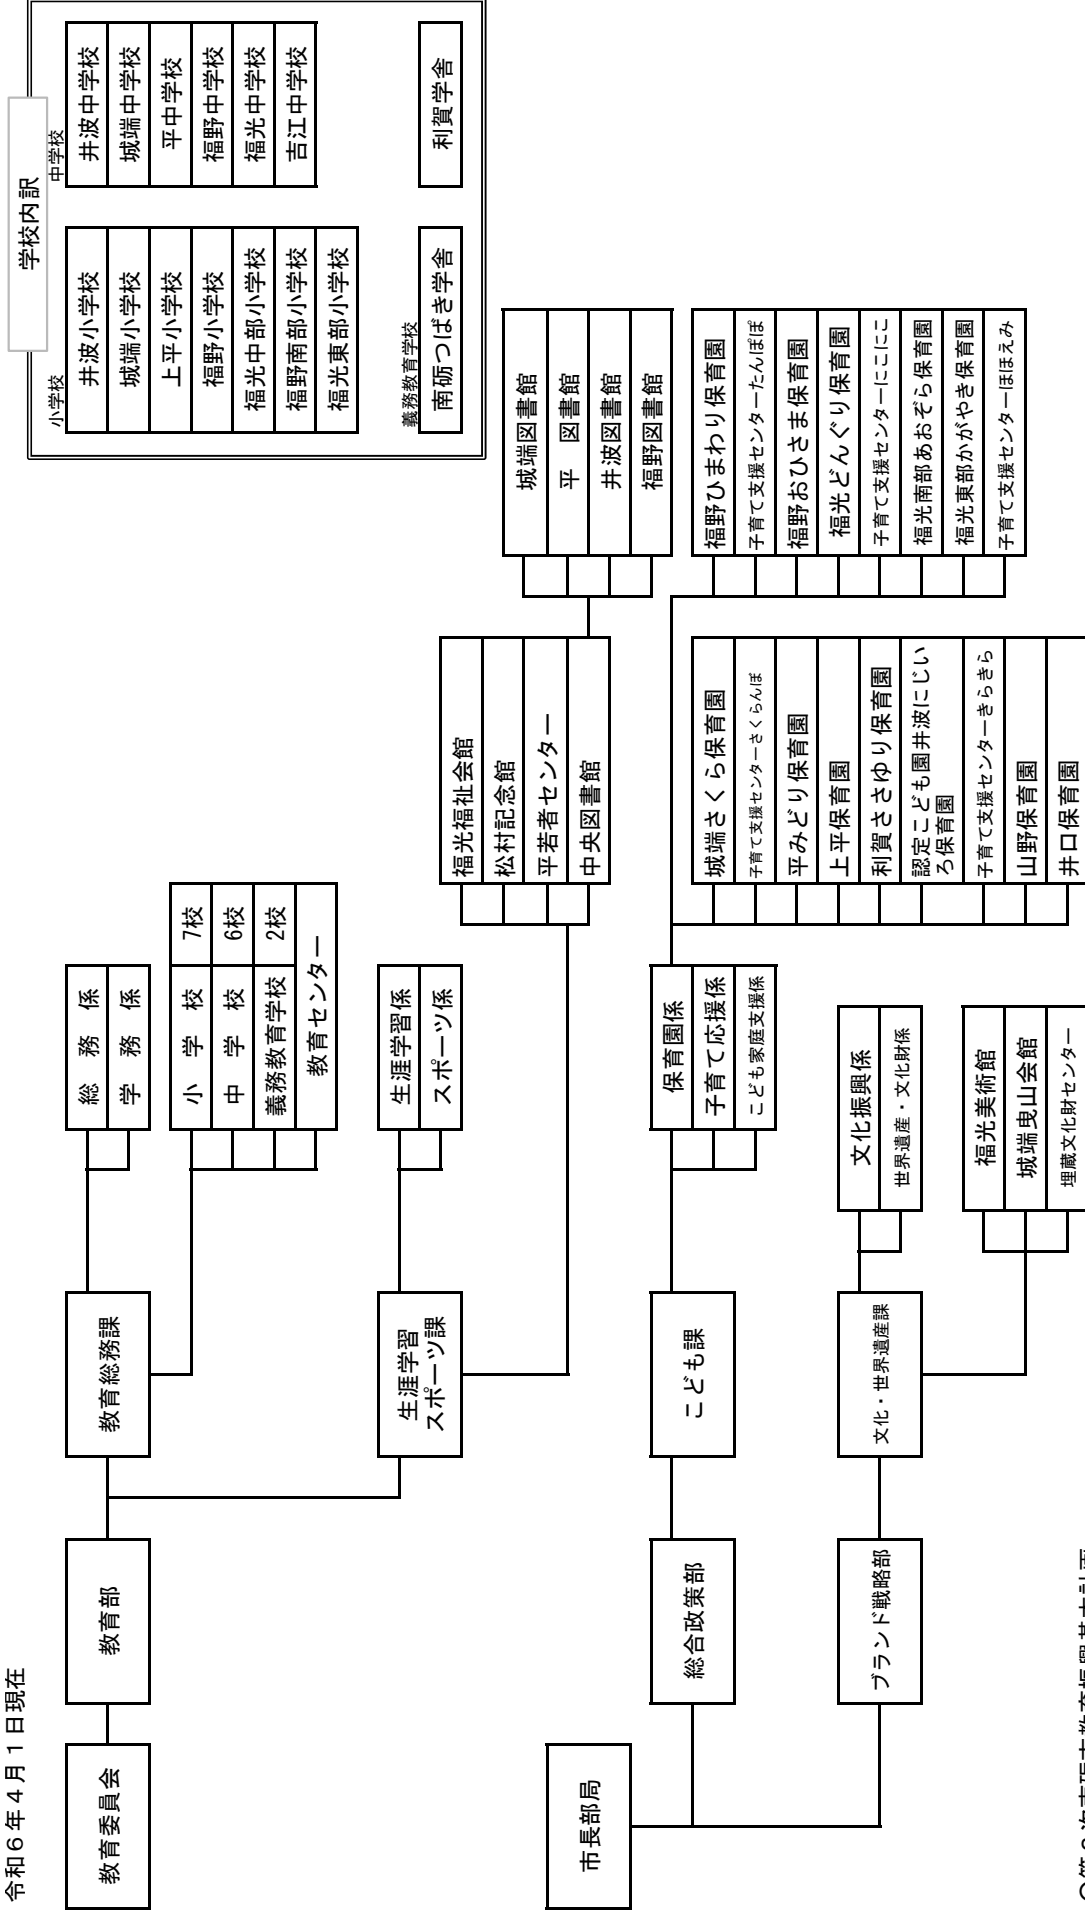 令和６年４月１日現在
学校内訳
小学校
中学校
井波小学校
城端小学校
上平小学校
福野小学校
福光中部小学校
福野南部小学校
福光東部小学校
井波中学校
城端中学校
平中学校
福野中学校
福光中学校
吉江中学校
義務教育学校
南砺つばき学舎
利賀学舎
教育委員会
教育部
教育総務課
総　務　係
学　務　係
小　学　校　7校
中　学　校　6校
義務教育学校　2校
教育センター
生涯学習
スポーツ課
生涯学習係
スポーツ係
福光福祉会館
松村記念館
平若者センター
中央図書館
城端図書館
平　図書館
井波図書館
福野図書館
市長部局
総合政策部
こども課
保育園係
子育て応援係
こども家庭支援係
城端さくら保育園
子育て支援センターさくらんぼ
平みどり保育園
上平保育園
利賀ささゆり保育園
認定こども園井波にじい
ろ保育園
子育て支援センターきらきら
山野保育園
井口保育園
福野ひまわり保育園
子育て支援センターたんぽぽ
福野おひさま保育園
福光どんぐり保育園
子育て支援センターにこにこ
福光南部あおぞら保育園
福光東部かがやき保育園
子育て支援センターほほえみ
ブランド戦略部
文化・世界遺産課
文化振興係
世界遺産・文化財係
福光美術館
城端曳山会館
埋蔵文化財センター